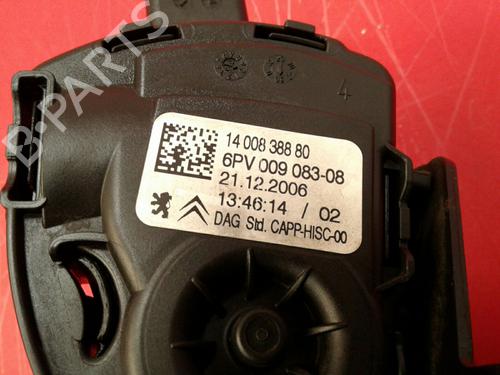 B-PARTS
4
14 008 388 80
6PV 009 083-08
21.12.2006
13:46:14 / 02
DAG Std. CAPP-HISC-00